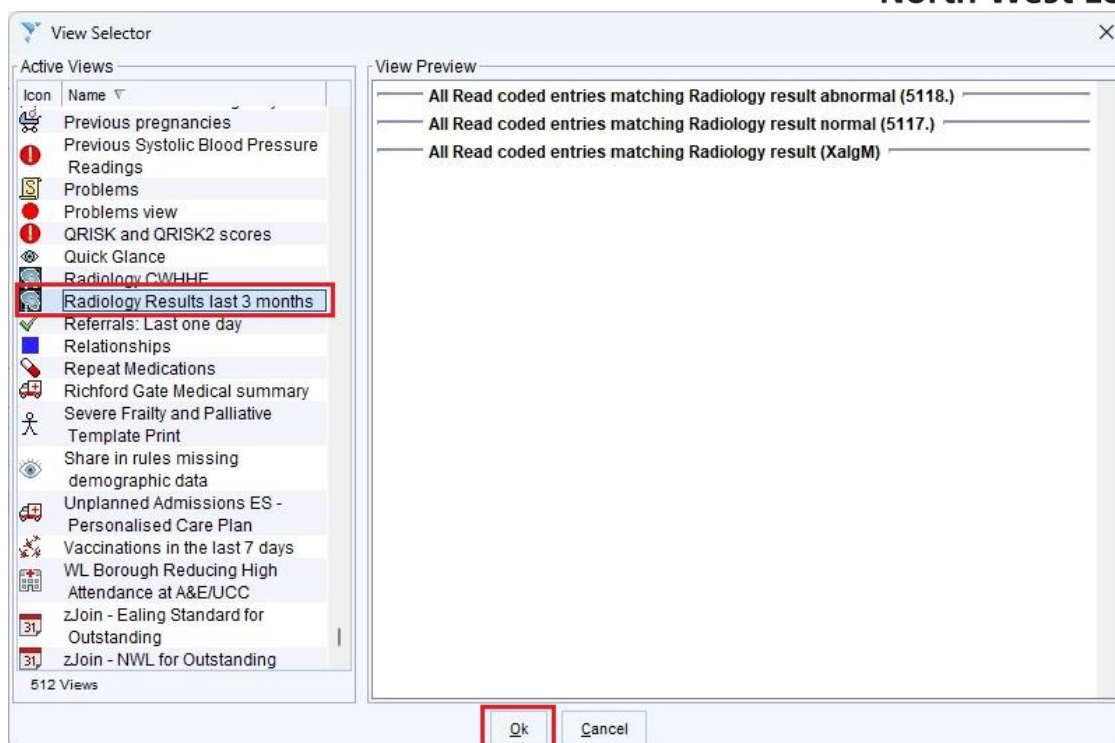 View Selector
Active Views
Icon Name
Previous pregnancies
Previous Systolic Blood Pressure
Readings
Problems
Problems view
QRISK and QRISK2 scores
Quick Glance
Radiology CWHHE
Radiology Results last 3 months
Referrals: Last one day
Relationships
Repeat Medications
Richford Gate Medical summary
Severe Frailty and Palliative
Template Print
Share in rules missing
demographic data
Unplanned Admissions ES -
Personalised Care Plan
Vaccinations in the last 7 days
WL Borough Reducing High
Attendance at A&E/UCC
zJoin - Ealing Standard for
Outstanding
zJoin - NWL for Outstanding
512 Views
View Preview
All Read coded entries matching Radiology result abnormal (5118.)
All Read coded entries matching Radiology result normal (5117.)
All Read coded entries matching Radiology result (XalgM)
Ok
Cancel